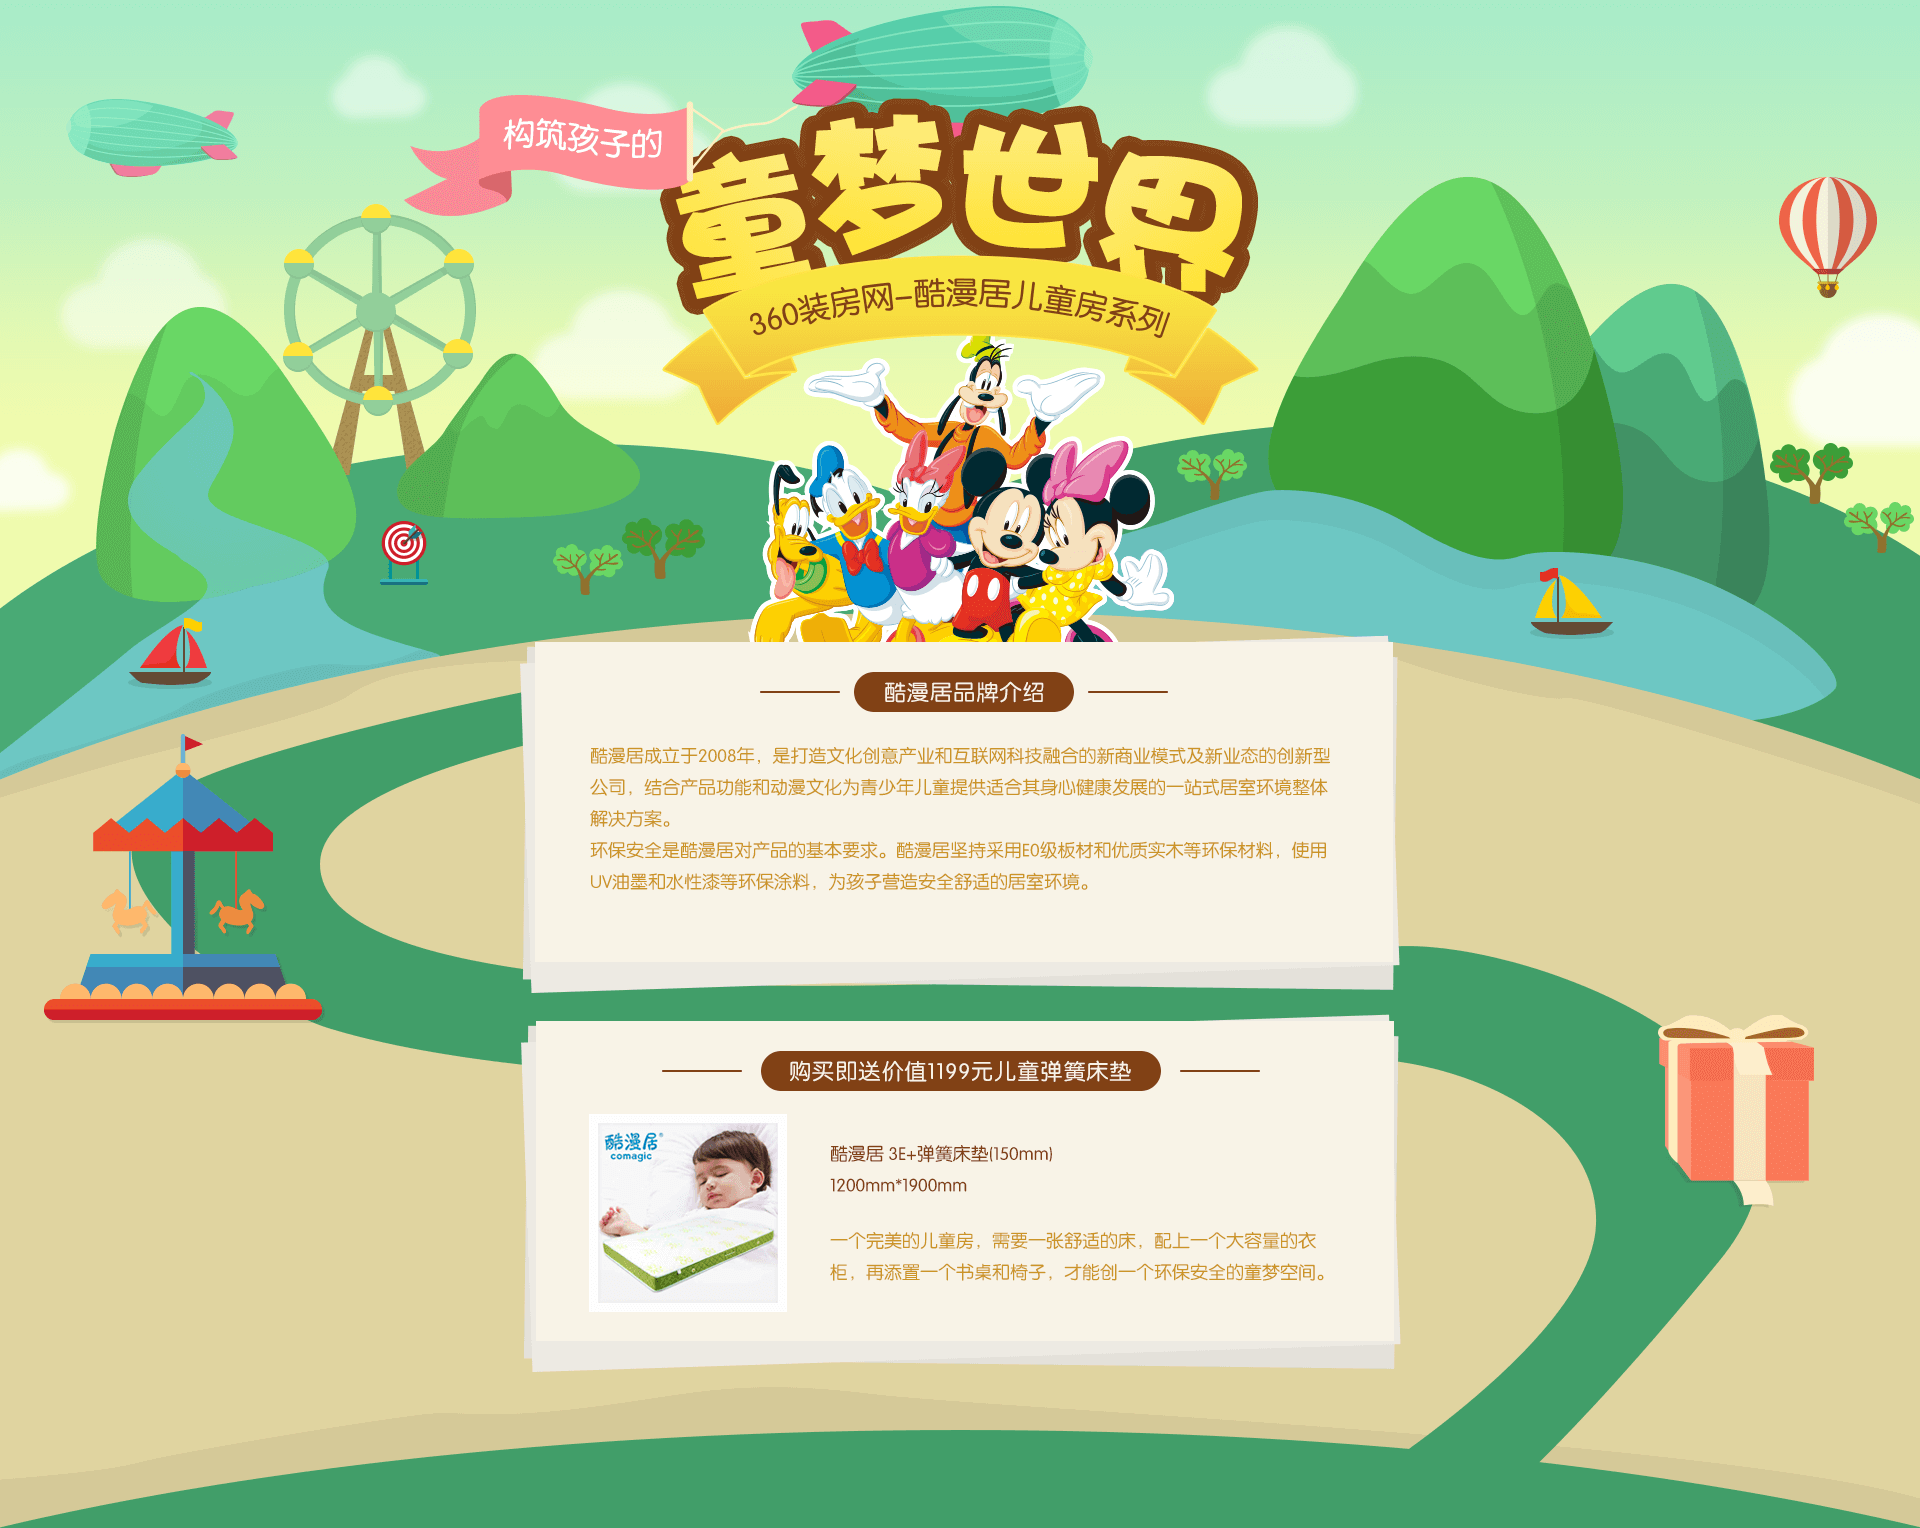 构筑孩子的
童梦世界
360装房网-酷漫居儿童房系列
酷漫居品牌介绍
酷漫居成立于2008年，是打造文化创意产业和互联网科技融合的新商业模式及新业态的创新型
公司，结合产品功能和动漫文化为青少年儿童提供适合其身心健康发展的一站式居室环境整体
解决方案。
环保安全是酷漫居对产品的基本要求。酷漫居坚持采用E0级板材和优质实木等环保材料，使用
UV油墨和水性漆等环保涂料，为孩子营造安全舒适的居室环境。
购买即送价值1199元儿童弹簧床垫
酷漫居®
comagic
酷漫居 3E+弹簧床垫(150mm)
1200mm*1900mm
一个完美的儿童房，需要一张舒适的床，配上一个大容量的衣
柜，再添置一个书桌和椅子，才能创一个环保安全的童梦空间。